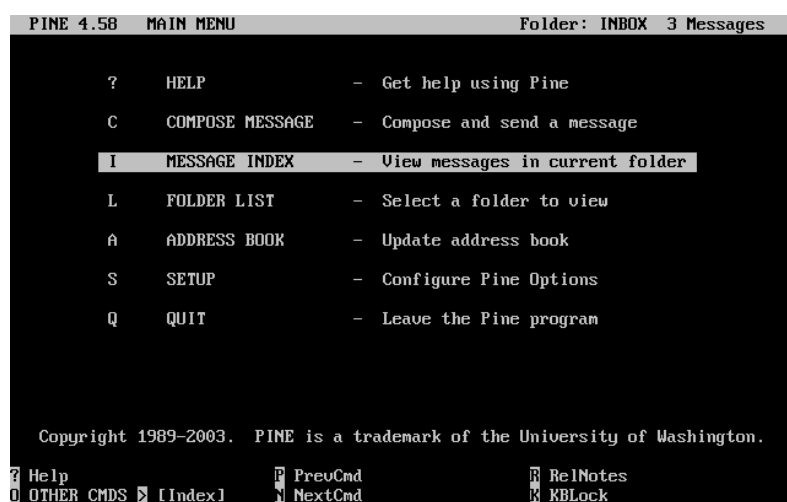 PINE 4.58 MAIN MENU Folder: INBOX 3 Messages
? HELP - Get help using Pine
C COMPOSE MESSAGE - Compose and send a message
I MESSAGE INDEX - View messages in current folder
L FOLDER LIST - Select a folder to view
A ADDRESS BOOK - Update address book
S SETUP - Configure Pine Options
Q QUIT - Leave the Pine program
Copyright 1989-2003. PINE is a trademark of the University of Washington.
? Help P PrevCmd R RelNotes
O OTHER CMDS > [Index] N NextCmd K KBLock